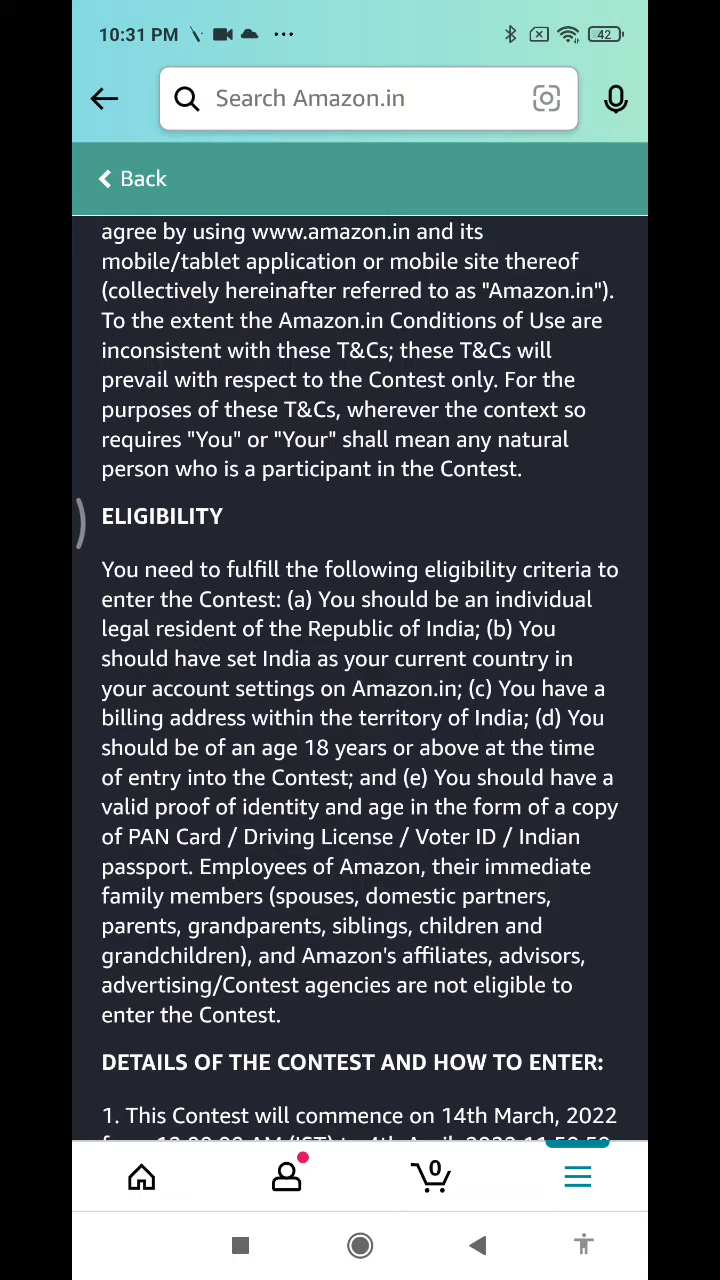 10:31 PM
42
Search Amazon.in
Back
agree by using www.amazon.in and its
mobile/tablet application or mobile site thereof
(collectively hereinafter referred to as "Amazon.in").
To the extent the Amazon.in Conditions of Use are
inconsistent with these T&Cs; these T&Cs will
prevail with respect to the Contest only. For the
purposes of these T&Cs, wherever the context so
requires "You" or "Your" shall mean any natural
person who is a participant in the Contest.
ELIGIBILITY
You need to fulfill the following eligibility criteria to
enter the Contest: (a) You should be an individual
legal resident of the Republic of India; (b) You
should have set India as your current country in
your account settings on Amazon.in; (c) You have a
billing address within the territory of India; (d) You
should be of an age 18 years or above at the time
of entry into the Contest; and (e) You should have a
valid proof of identity and age in the form of a copy
of PAN Card / Driving License / Voter ID / Indian
passport. Employees of Amazon, their immediate
family members (spouses, domestic partners,
parents, grandparents, siblings, children and
grandchildren), and Amazon's affiliates, advisors,
advertising/Contest agencies are not eligible to
enter the Contest.
DETAILS OF THE CONTEST AND HOW TO ENTER:
1. This Contest will commence on 14th March, 2022
0